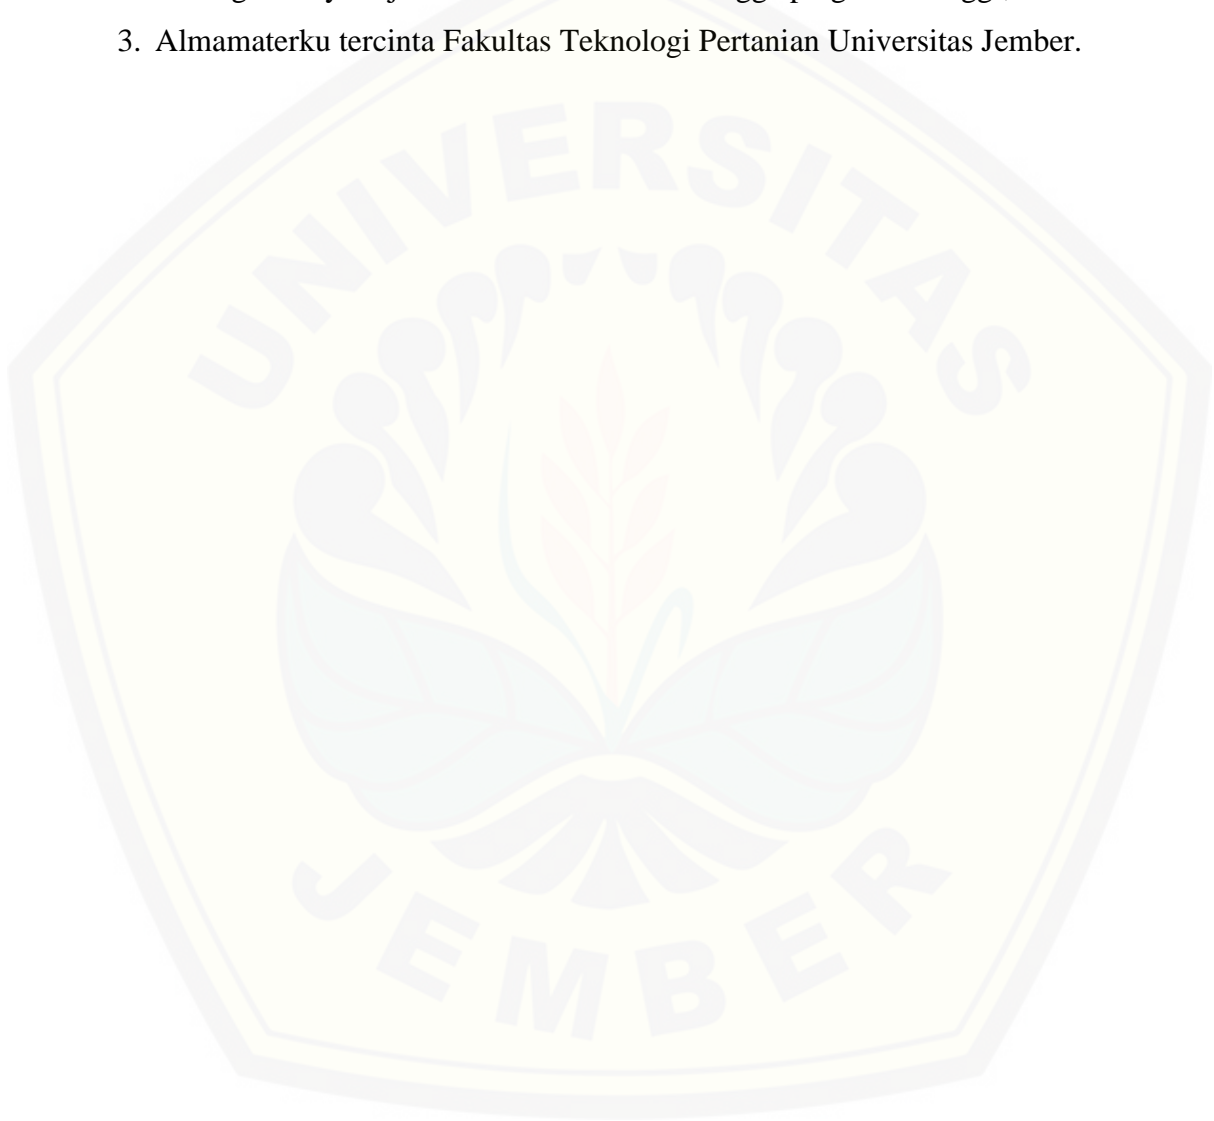 3. Almamaterku tercinta Fakultas Teknologi Pertanian Universitas Jember.
UNIVERSITAS
JEMBER